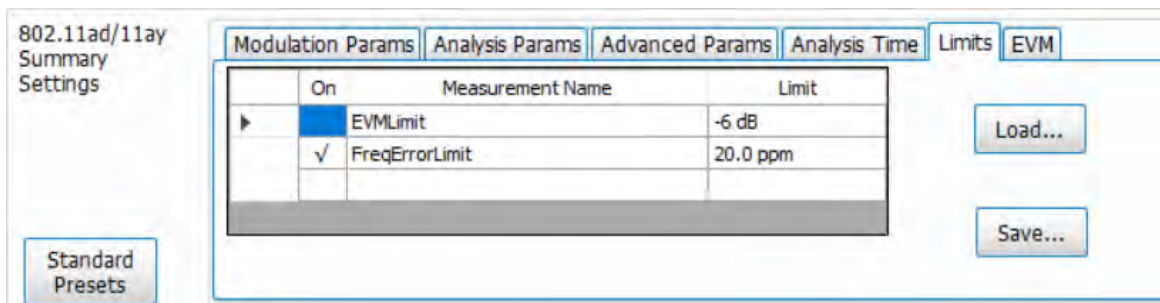 802.11ad/11ay
Summary
Settings
Modulation Params Analysis Params Advanced Params Analysis Time Limits EVM
On Measurement Name Limit
EVMLimit -6 dB
√ FreqErrorLimit 20.0 ppm
Load...
Save...
Standard
Presets